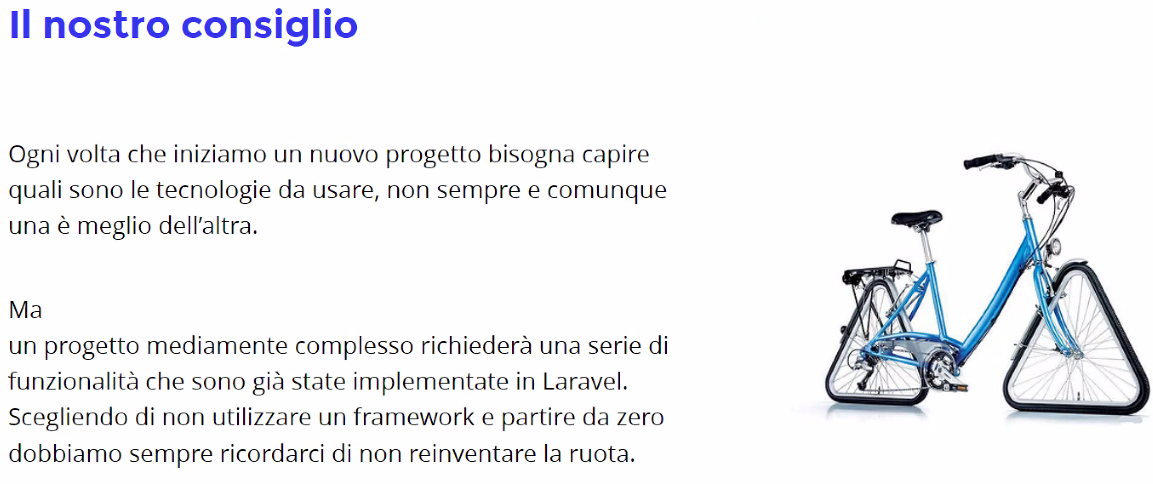 Il nostro consiglio
Ogni volta che iniziamo un nuovo progetto bisogna capire
quali sono le tecnologie da usare, non sempre e comunque
una è meglio dell’altra.
Ma
un progetto mediamente complesso richiederà una serie di
funzionalità che sono già state implementate in Laravel.
Scegliendo di non utilizzare un framework e partire da zero
dobbiamo sempre ricordarci di non reinventare la ruota.